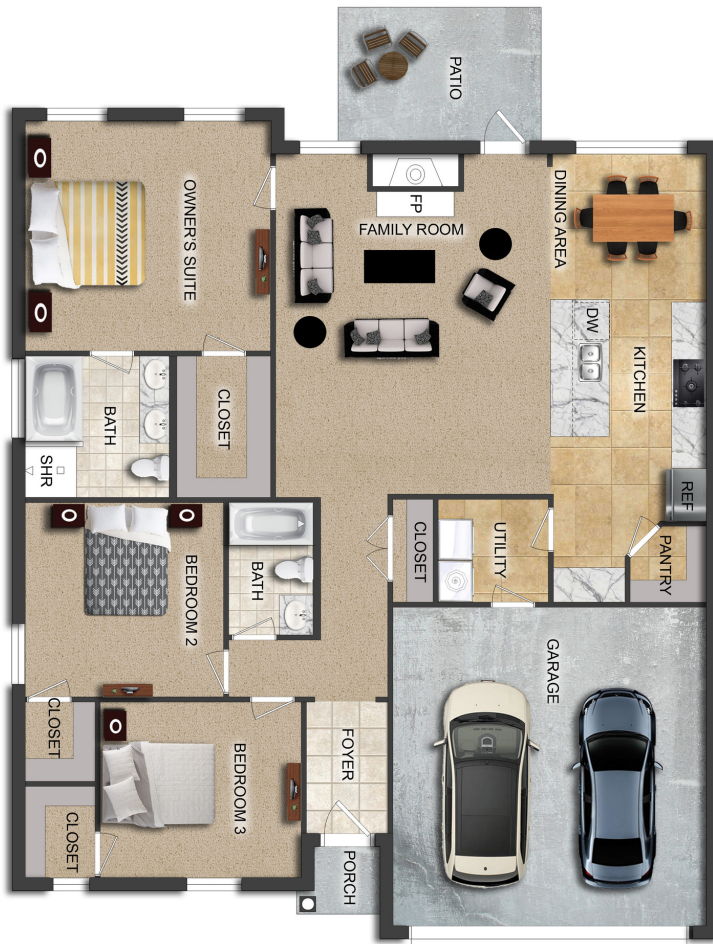 PATIO
OWNER'S SUITE
FP
FAMILY ROOM
DINING AREA
DW
KITCHEN
BATH
SHR
CLOSET
REF
BEDROOM 2
BATH
CLOSET
UTILITY
PANTRY
CLOSET
BEDROOM 3
FOYER
GARAGE
CLOSET
PORCH